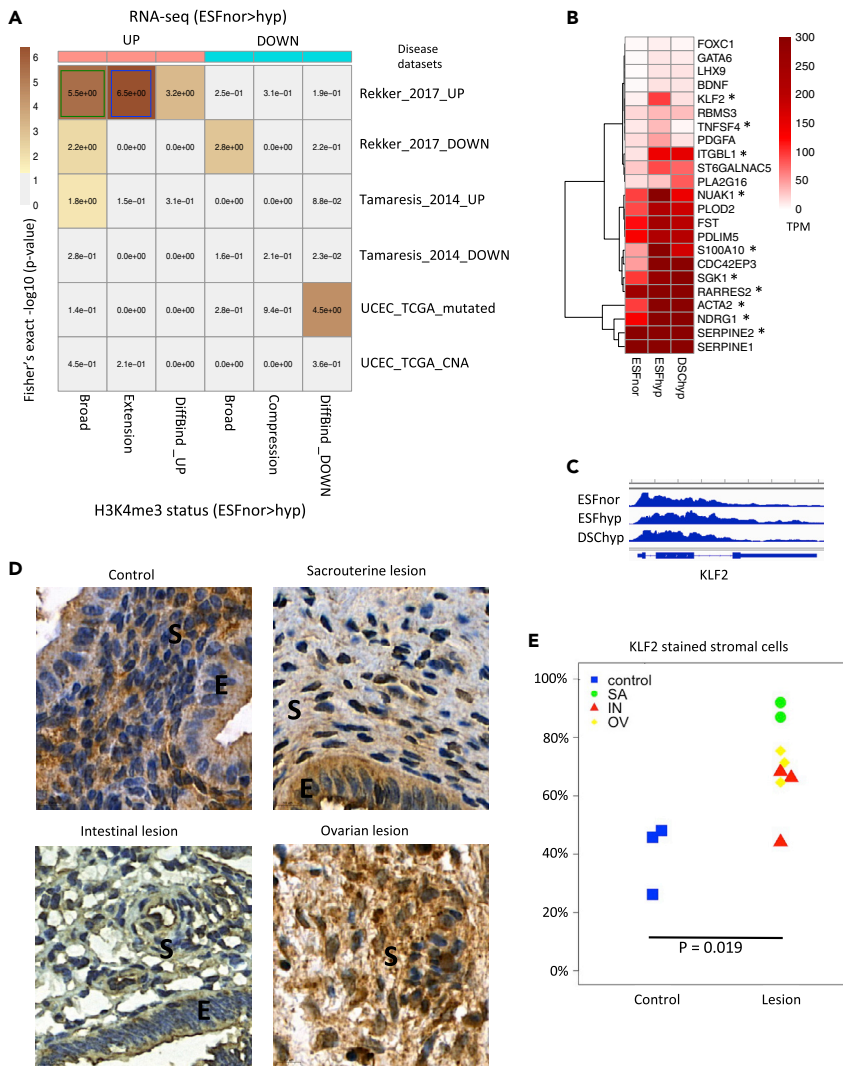 A
RNA-seq (ESFnor>hyp)
UP
DOWN
Disease
datasets
Fisher's exact -log10 (p-value)
6
5
4
3
2
1
0
5.5e+00 6.5e+00 3.2e+00 2.5e−01 3.1e−01 1.9e−01 Rekker_2017_UP
2.2e+00 0.0e+00 0.0e+00 2.8e+00 0.0e+00 2.2e−01 Rekker_2017_DOWN
1.8e+00 1.5e−01 3.1e−01 0.0e+00 0.0e+00 8.8e−02 Tamaresis_2014_UP
2.8e−01 0.0e+00 0.0e+00 1.6e−01 2.1e−01 2.3e−02 Tamaresis_2014_DOWN
1.4e−01 0.0e+00 0.0e+00 2.8e−01 9.4e−01 4.5e+00 UCEC_TCGA_mutated
4.5e−01 2.1e−01 0.0e+00 0.0e+00 0.0e+00 3.6e−01 UCEC_TCGA_CNA
Broad
Extension
DiffBind_UP
Broad
Compression
DiffBind_DOWN
H3K4me3 status (ESFnor>hyp)
B
FOXC1
GATA6
LHX9
BDNF
KLF2 *
RBMS3
TNFSF4 *
PDGFA
ITGBL1 *
ST6GALNAC5
PLA2G16
NUAK1 *
PLOD2
FST
PDLIM5
S100A10 *
CDC42EP3
SGK1 *
RARRES2 *
ACTA2 *
NDRG1 *
SERPINE2 *
SERPINE1
ESFnor
ESFhyp
DSChyp
300
250
200
150
100
50
0
TPM
C
ESFnor
ESFhyp
DSChyp
KLF2
D
Control
S
E
Sacrouterine lesion
S
E
Intestinal lesion
S
E
Ovarian lesion
S
E
KLF2 stained stromal cells
100%
80%
60%
40%
20%
0%
control
SA
IN
OV
P = 0.019
Control
Lesion